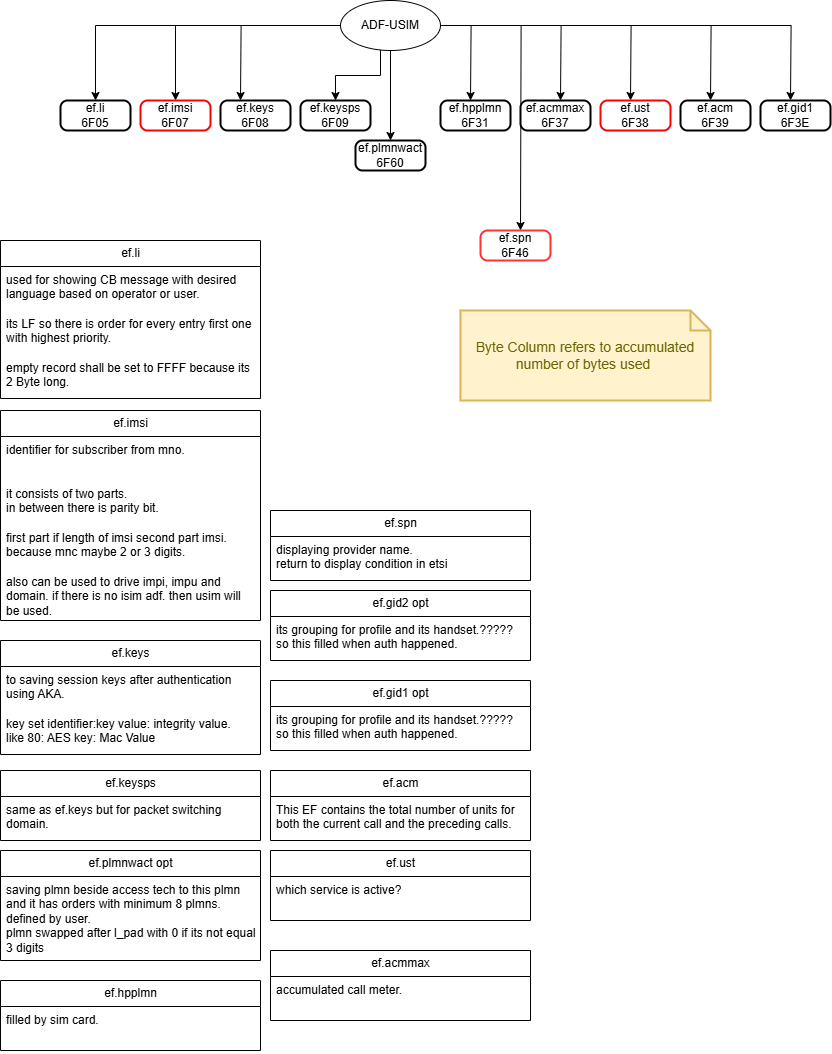 ADF-USIM
ef.li
6F05
ef.imsi
6F07
ef.keys
6F08
ef.keysps
6F09
ef.hpplmn
6F31
ef.acmmax
6F37
ef.ust
6F38
ef.acm
6F39
ef.gid1
6F3E
ef.plmnwact
6F60
ef.spn
6F46
ef.li
used for showing CB message with desired
language based on operator or user.
its LF so there is order for every entry first one
with highest priority.
empty record shall be set to FFFF because its
2 Byte long.
Byte Column refers to accumulated
number of bytes used
ef.imsi
identifier for subscriber from mno.
it consists of two parts.
in between there is parity bit.
first part if length of imsi second part imsi.
because mnc maybe 2 or 3 digits.
also can be used to drive impi, impu and
domain. if there is no isim adf. then usim will
be used.
ef.keys
to saving session keys after authentication
using AKA.
key set identifier:key value: integrity value.
like 80: AES key: Mac Value
ef.keysps
same as ef.keys but for packet switching
domain.
ef.plmnwact opt
saving plmn beside access tech to this plmn
and it has orders with minimum 8 plmns.
defined by user.
plmn swapped after l_pad with 0 if its not equal
3 digits
ef.hpplmn
filled by sim card.
ef.spn
displaying provider name.
return to display condition in etsi
ef.gid2 opt
its grouping for profile and its handset.?????
so this filled when auth happened.
ef.gid1 opt
its grouping for profile and its handset.?????
so this filled when auth happened.
ef.acm
This EF contains the total number of units for
both the current call and the preceding calls.
ef.ust
which service is active?
ef.acmmax
accumulated call meter.